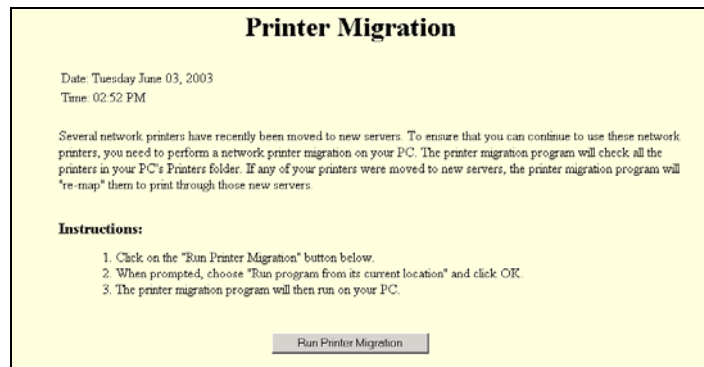 Printer Migration
Date: Tuesday June 03, 2003
Time: 02:52 PM
Several network printers have recently been moved to new servers. To ensure that you can continue to use these network
printers, you need to perform a network printer migration on your PC. The printer migration program will check all the
printers in your PC's Printers folder. If any of your printers were moved to new servers, the printer migration program will
"re-map" them to print through those new servers.
Instructions:
1. Click on the "Run Printer Migration" button below.
2. When prompted, choose "Run program from its current location" and click OK.
3. The printer migration program will then run on your PC.
Run Printer Migration